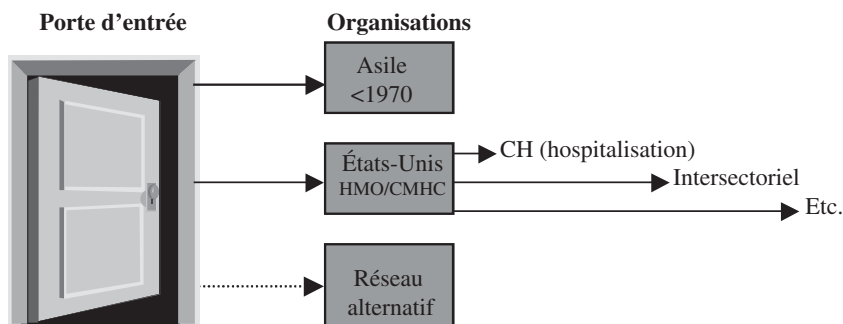 Porte d'entrée
Organisations
Asile
<1970
États-Unis
HMO/CMHC
CH (hospitalisation)
Intersectoriel
Etc.
Réseau
alternatif